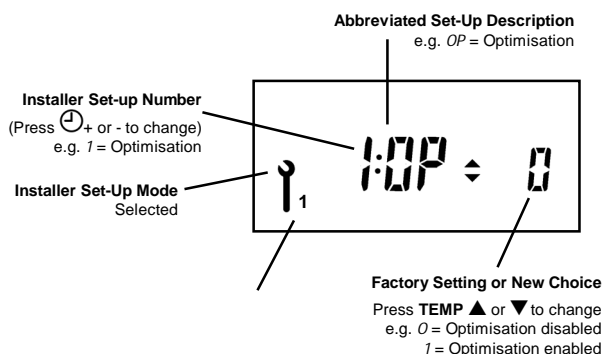 Abbreviated Set-Up Description
e.g. OP = Optimisation
Installer Set-up Number
(Press + or - to change)
e.g. 1 = Optimisation
Installer Set-Up Mode
Selected
1:OP 0
1
Factory Setting or New Choice
Press TEMP ▲ or ▼ to change
e.g. 0 = Optimisation disabled
1 = Optimisation enabled